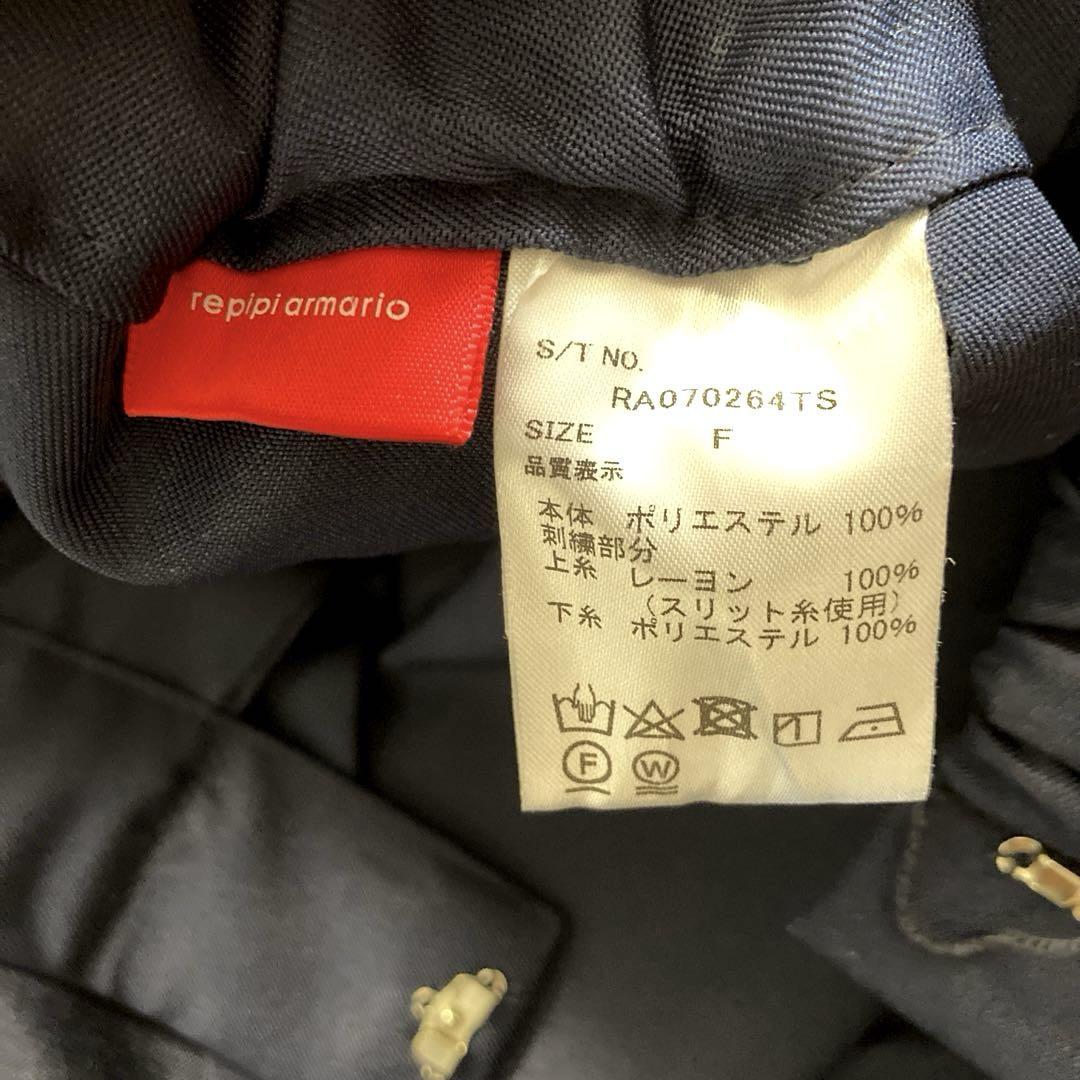 repipi armario
S/T NO.
RA070264TS
SIZE F
品質表示
本体 ポリエステル 100%
刺繍部分
上糸 レーヨン 100%
(スリット糸使用)
下糸 ポリエステル 100%
F W